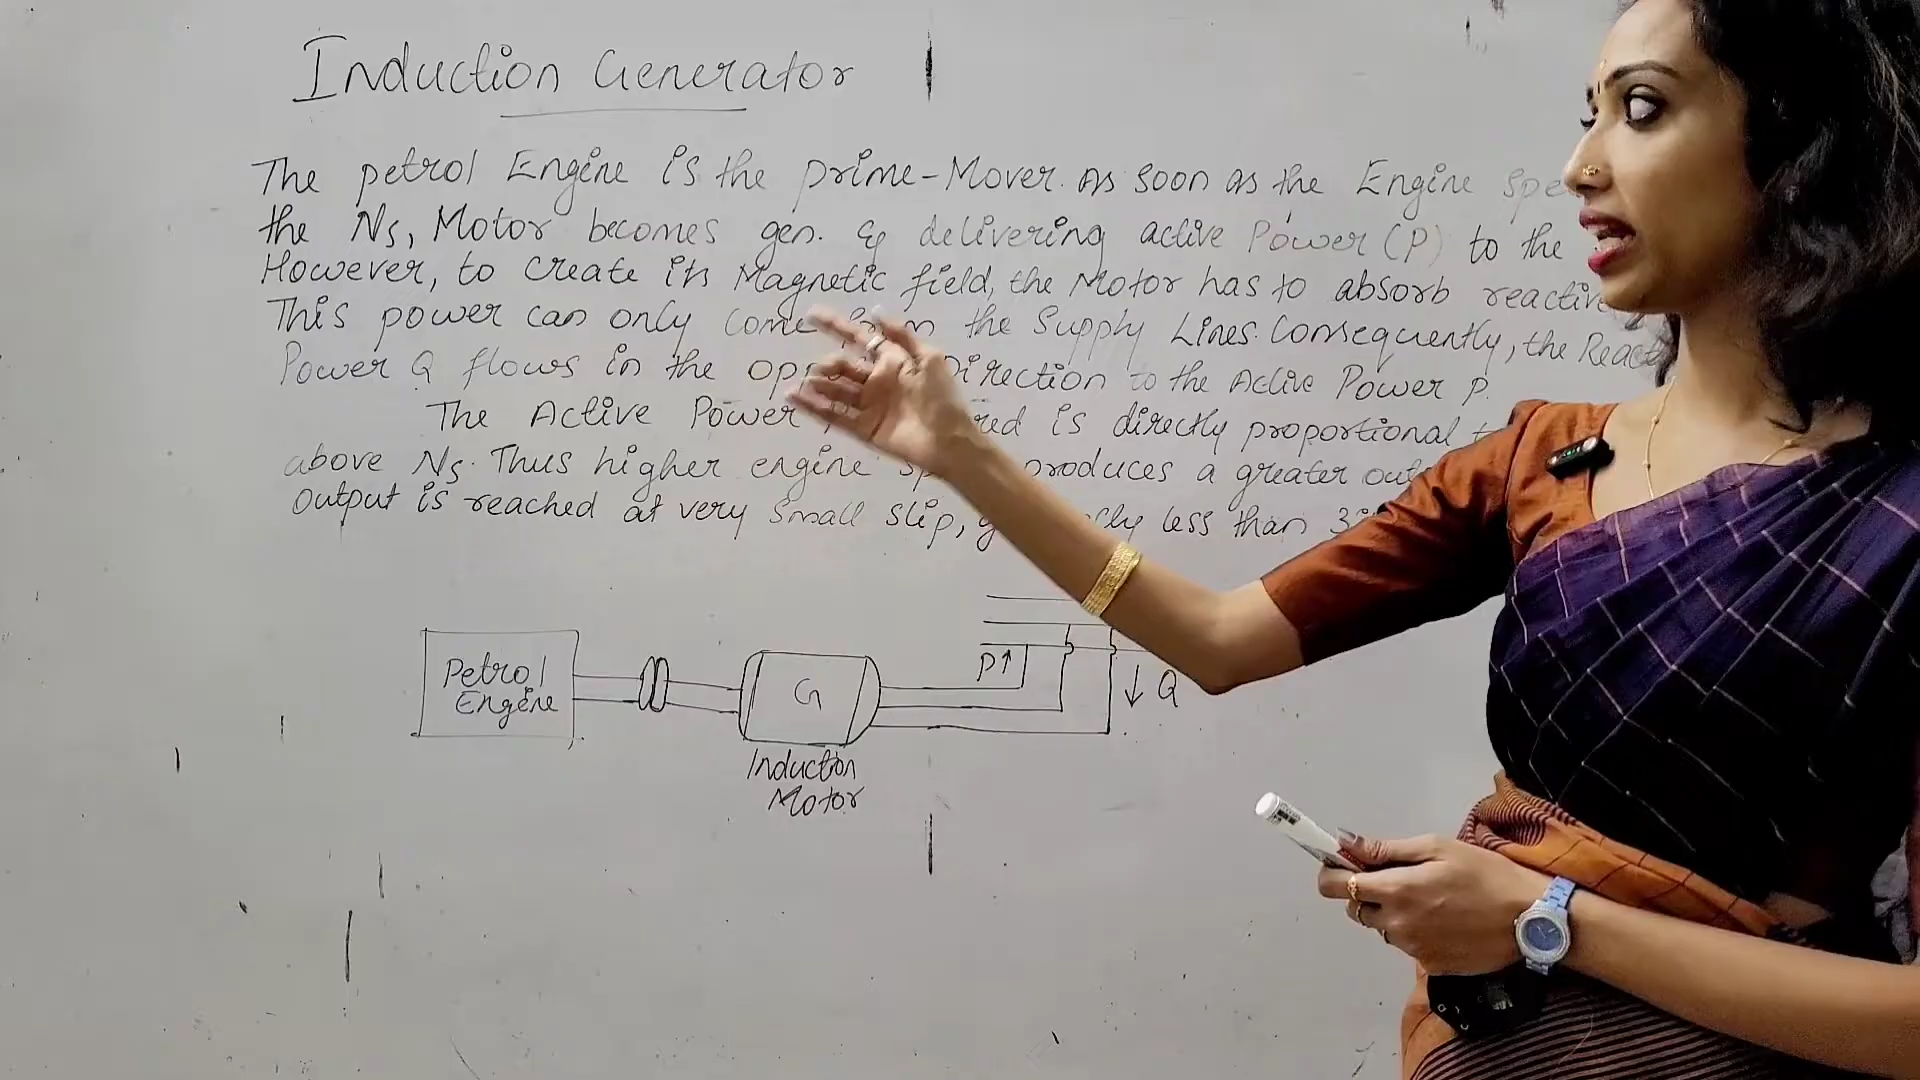 Induction Generator
The petrol Engine is the prime-Mover. As soon as the Engine
the Ns, Motor becomes gen. & delivering active Power (P) to the
However, to create its Magnetic field, the Motor has to absorb
This power can only come from the Supply Lines. Consequently, the
Power Q flows in the Direction to the Active Power P.
The Active Power is directly proportional
above Ns. Thus higher engine produces a greater
output is reached at very small slip, less than
Petrol
Engine
G
Induction
Motor
P↑
↓ Q